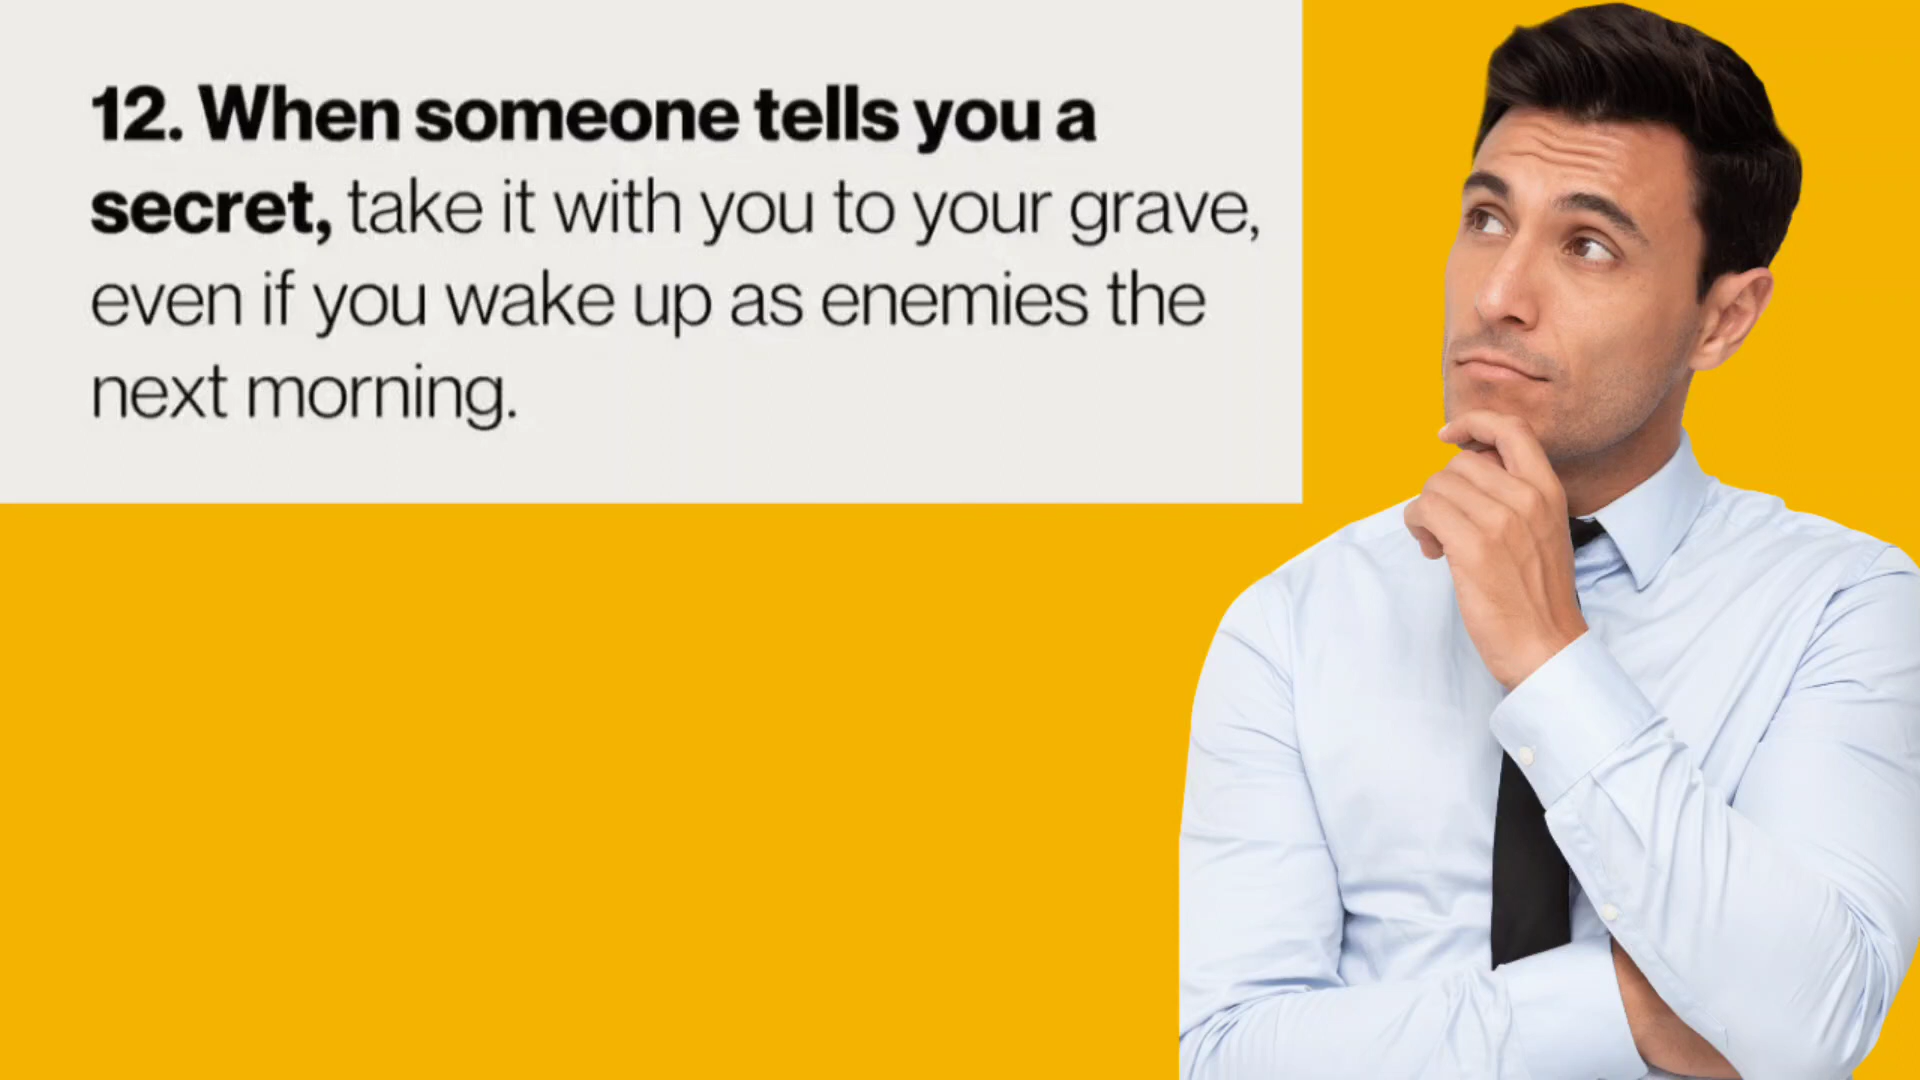 12. When someone tells you a
secret, take it with you to your grave,
even if you wake up as enemies the
next morning.